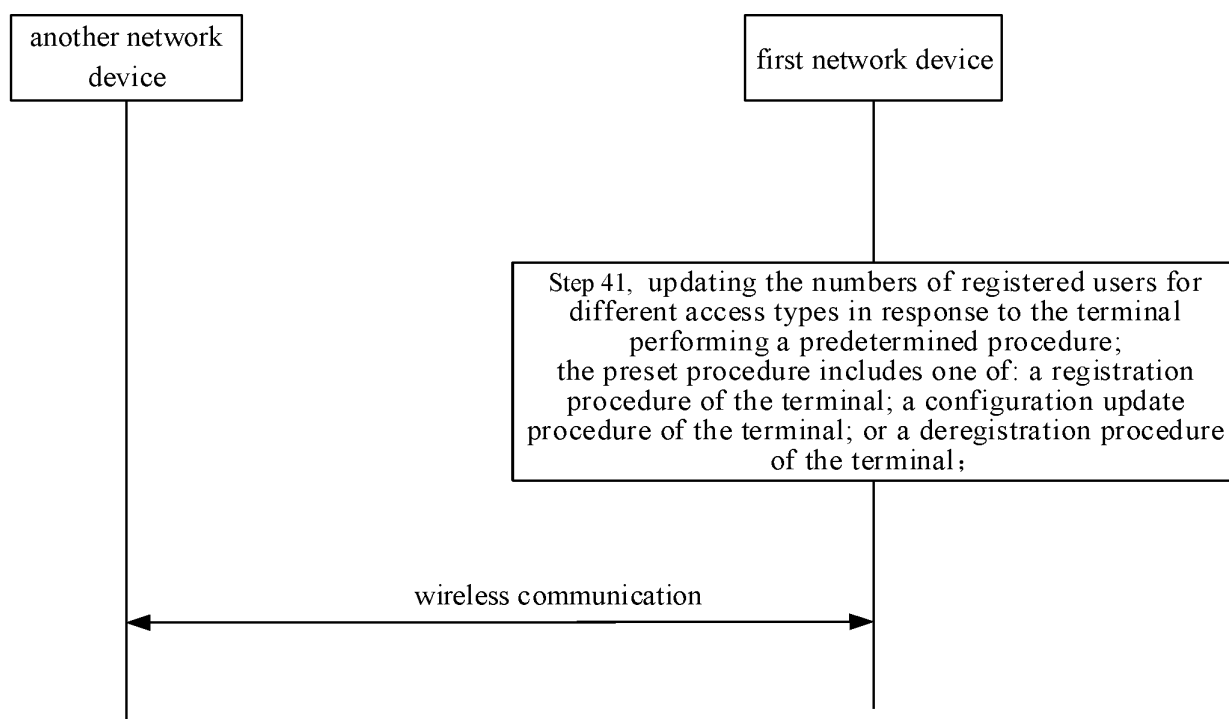 another network
device
first network device
Step 41, updating the numbers of registered users for
different access types in response to the terminal
performing a predetermined procedure;
the preset procedure includes one of: a registration
procedure of the terminal; a configuration update
procedure of the terminal; or a deregistration procedure
of the terminal；
wireless communication